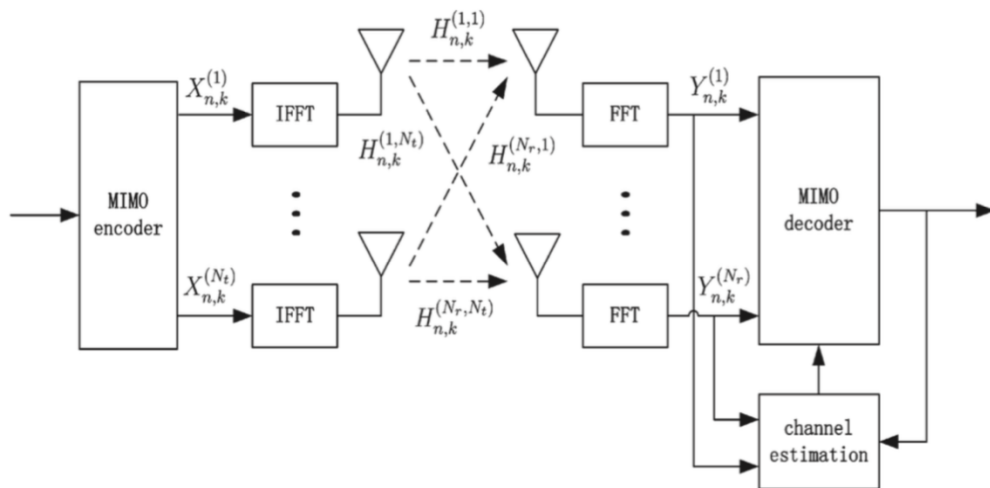 H_{n,k}^{(1,1)}
X_{n,k}^{(1)}
IFFT
FFT
Y_{n,k}^{(1)}
H_{n,k}^{(1,N_t)}
H_{n,k}^{(N_r,1)}
MIMO
encoder
MIMO
decoder
X_{n,k}^{(N_t)}
IFFT
FFT
Y_{n,k}^{(N_r)}
H_{n,k}^{(N_r,N_t)}
channel
estimation